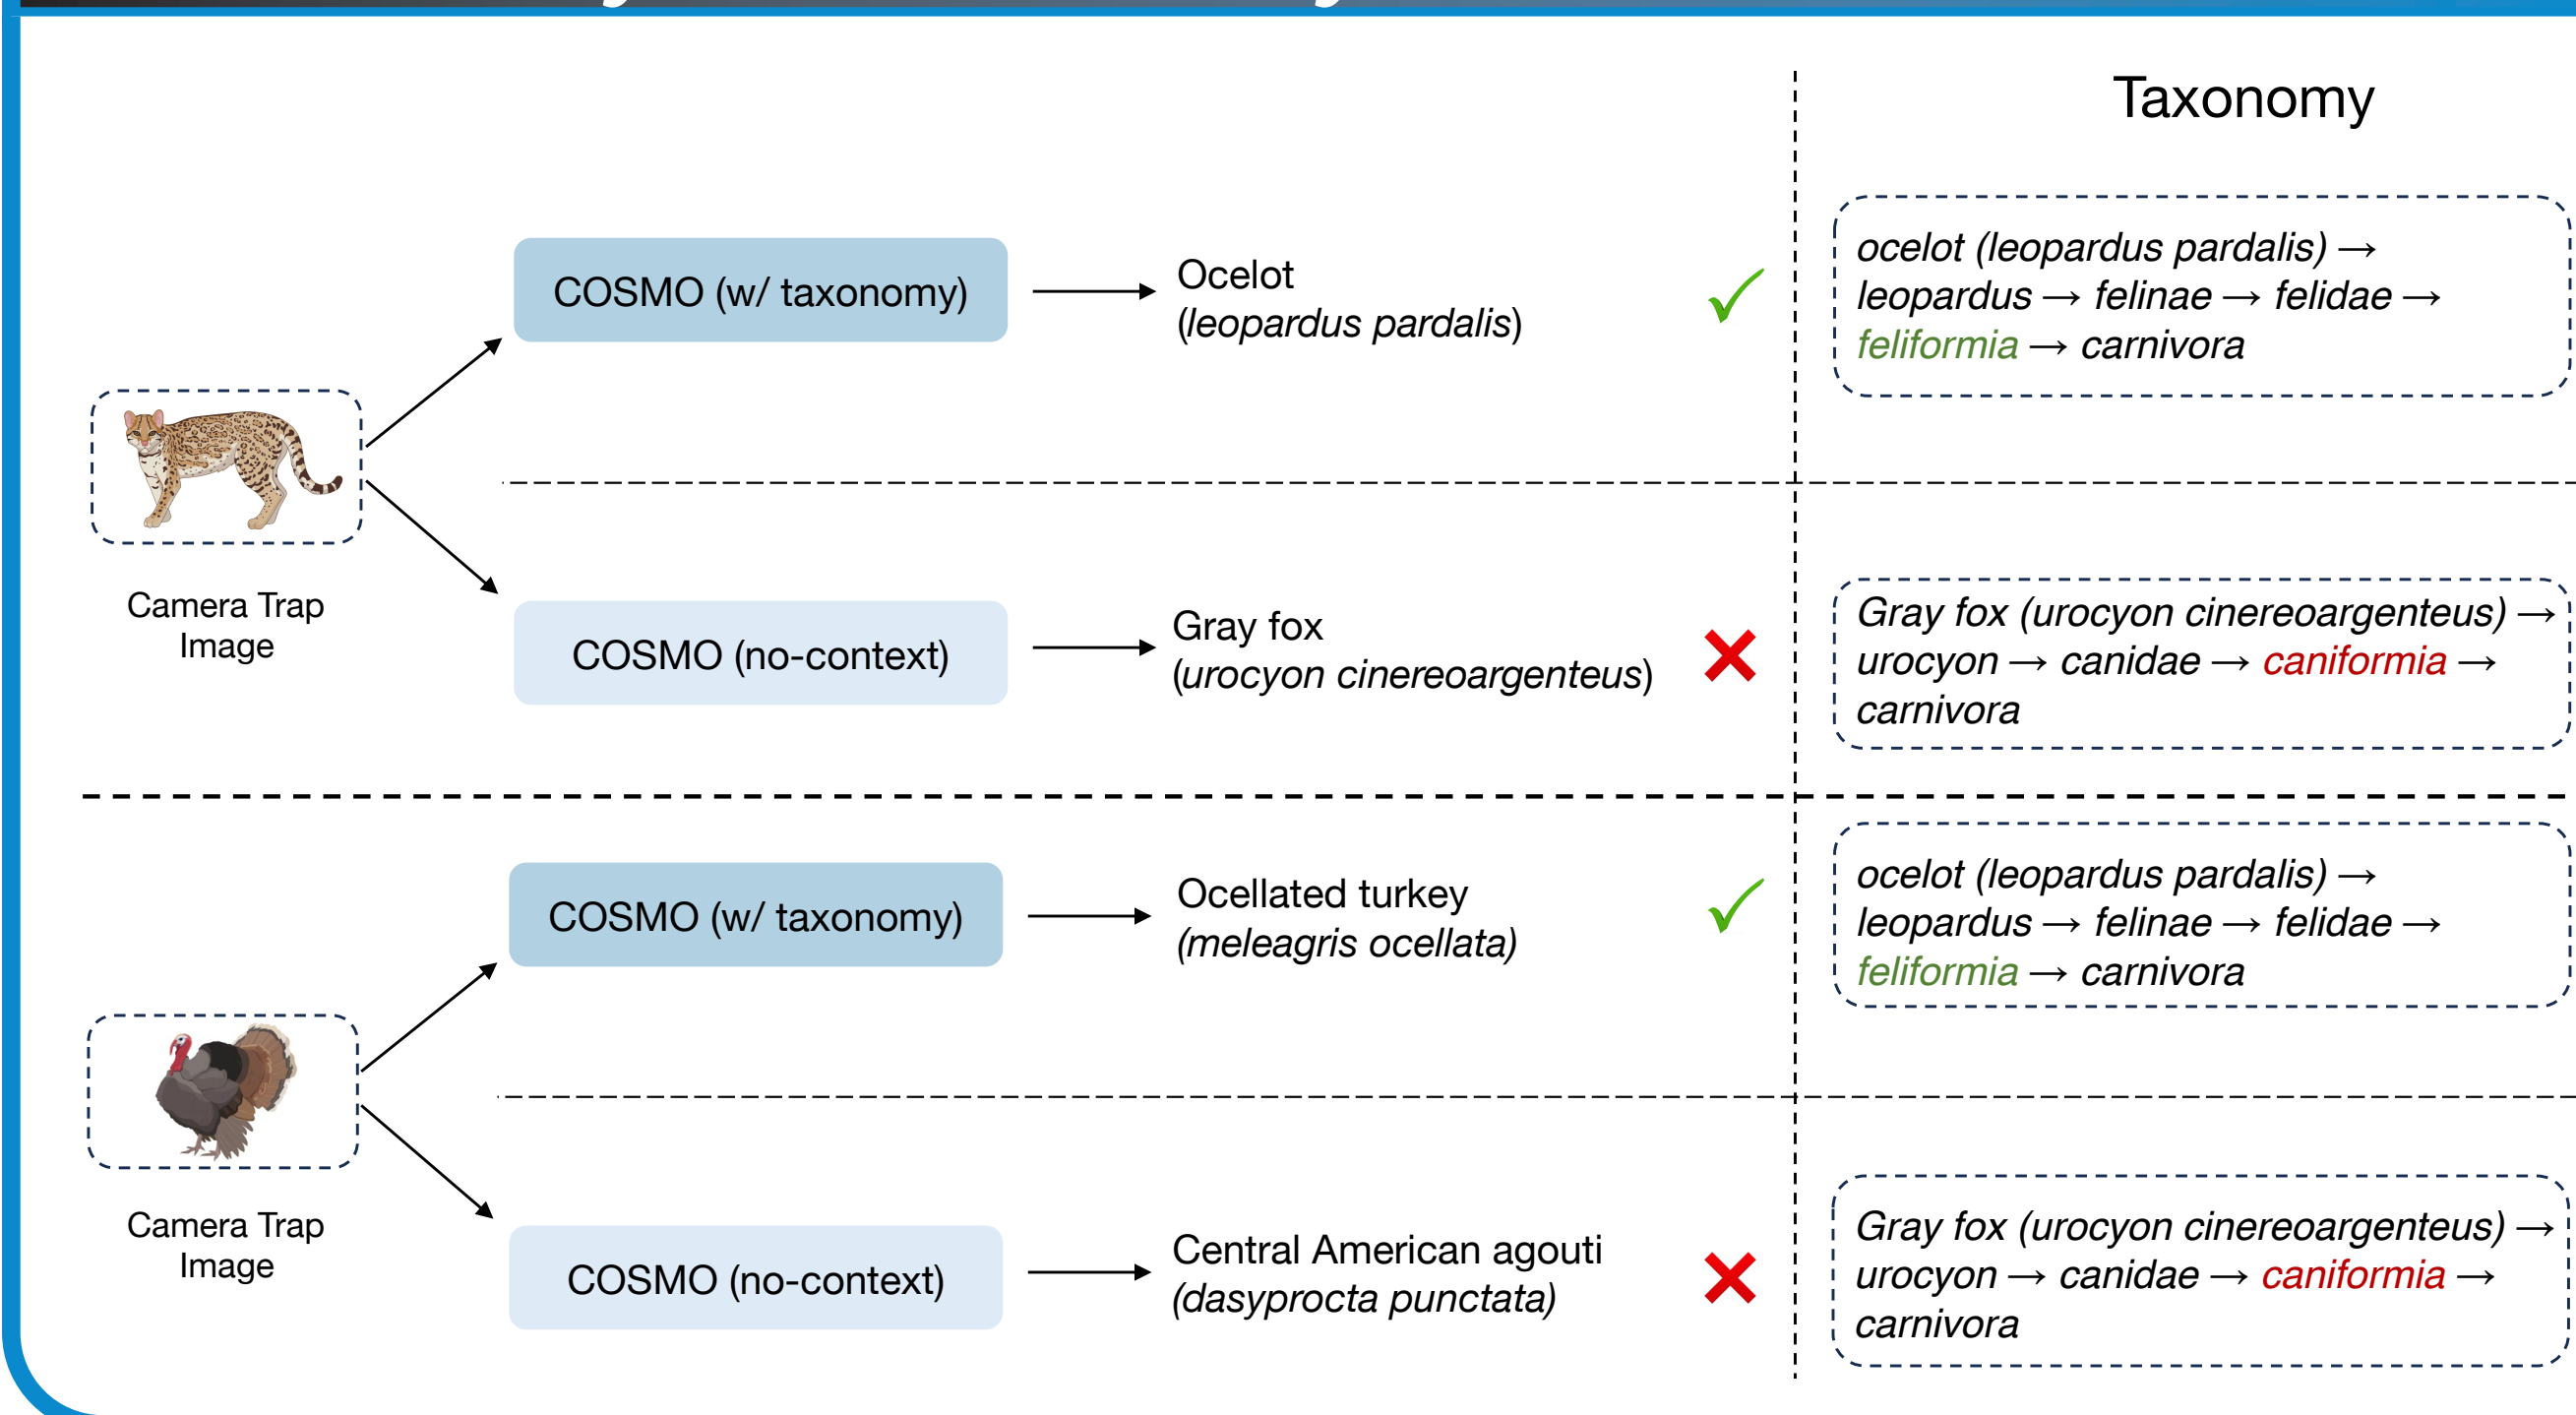 Taxonomy
COSMO (w/ taxonomy)
Ocelot
(leopardus pardalis)
ocelot (leopardus pardalis) →
leopardus → felinae → felidae →
feliformia → carnivora
Camera Trap
Image
COSMO (no-context)
Gray fox
(urocyon cinereoargenteus)
Gray fox (urocyon cinereoargenteus) →
urocyon → canidae → caniformia →
carnivora
COSMO (w/ taxonomy)
Ocellated turkey
(meleagris ocellata)
ocelot (leopardus pardalis) →
leopardus → felinae → felidae →
feliformia → carnivora
Camera Trap
Image
COSMO (no-context)
Central American agouti
(dasyprocta punctata)
Gray fox (urocyon cinereoargenteus) →
urocyon → canidae → caniformia →
carnivora